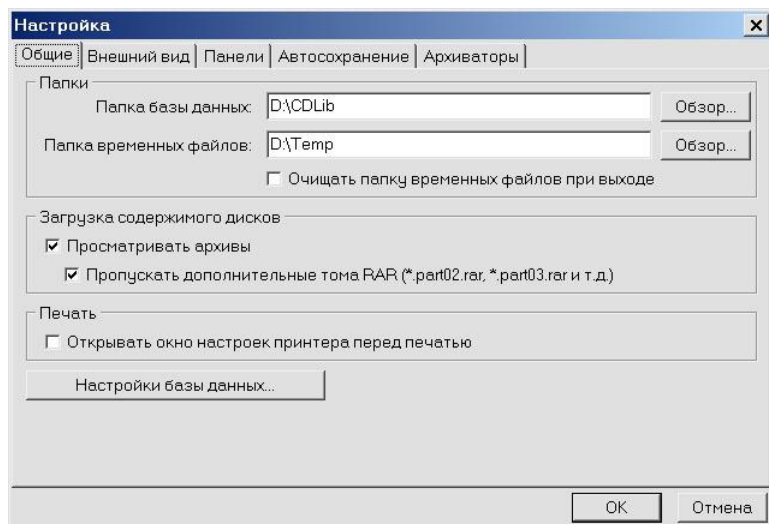 Настройка
Общие Внешний вид Панели Автосохранение Архиваторы
Папки
Папка базы данных: D:\CDLib Обзор...
Папка временных файлов: D:\Temp Обзор...
Очищать папку временных файлов при выходе
Загрузка содержимого дисков
Просматривать архивы
Пропускать дополнительные тома RAR (*.part02.rar, *.part03.rar и т.д.)
Печать
Открывать окно настроек принтера перед печатью
Настройки базы данных...
OK Отмена